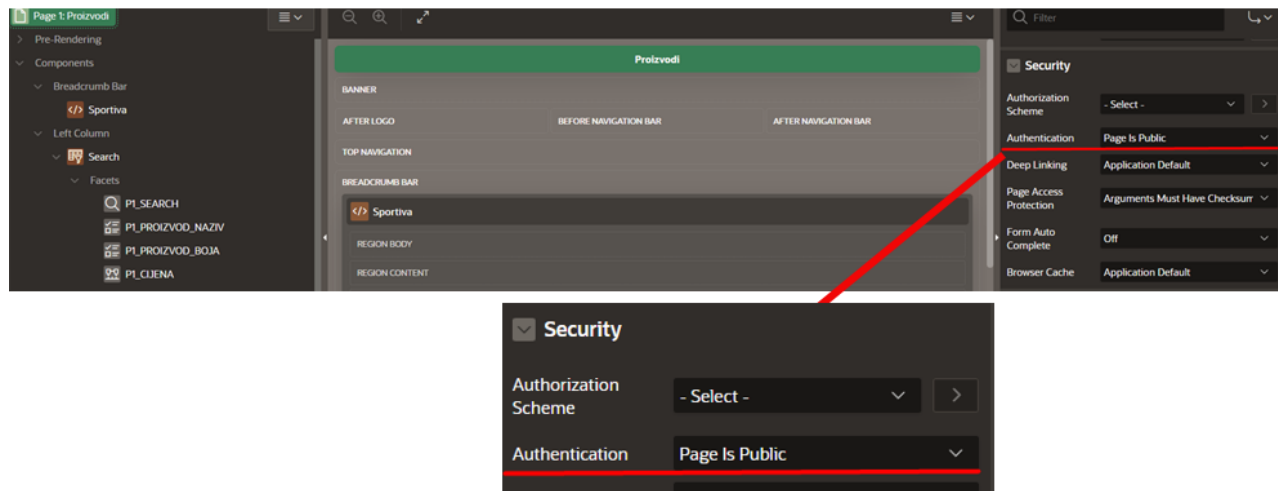 Page 1: Proizvodi
Pre-Rendering
Components
Breadcrumb Bar
</> Sportiva
Left Column
Search
Facets
P1_SEARCH
P1_PROIZVOD_NAZIV
P1_PROIZVOD_BOJA
P1_CIJENA
Proizvodi
BANNER
AFTER LOGO BEFORE NAVIGATION BAR AFTER NAVIGATION BAR
TOP NAVIGATION
BREADCRUMB BAR
</> Sportiva
REGION BODY
REGION CONTENT
Filter
Security
Authorization
Scheme
- Select -
Authentication Page Is Public
Deep Linking Application Default
Page Access
Protection
Arguments Must Have Checksum
Form Auto
Complete
Off
Browser Cache Application Default
Security
Authorization
Scheme
- Select -
Authentication Page Is Public